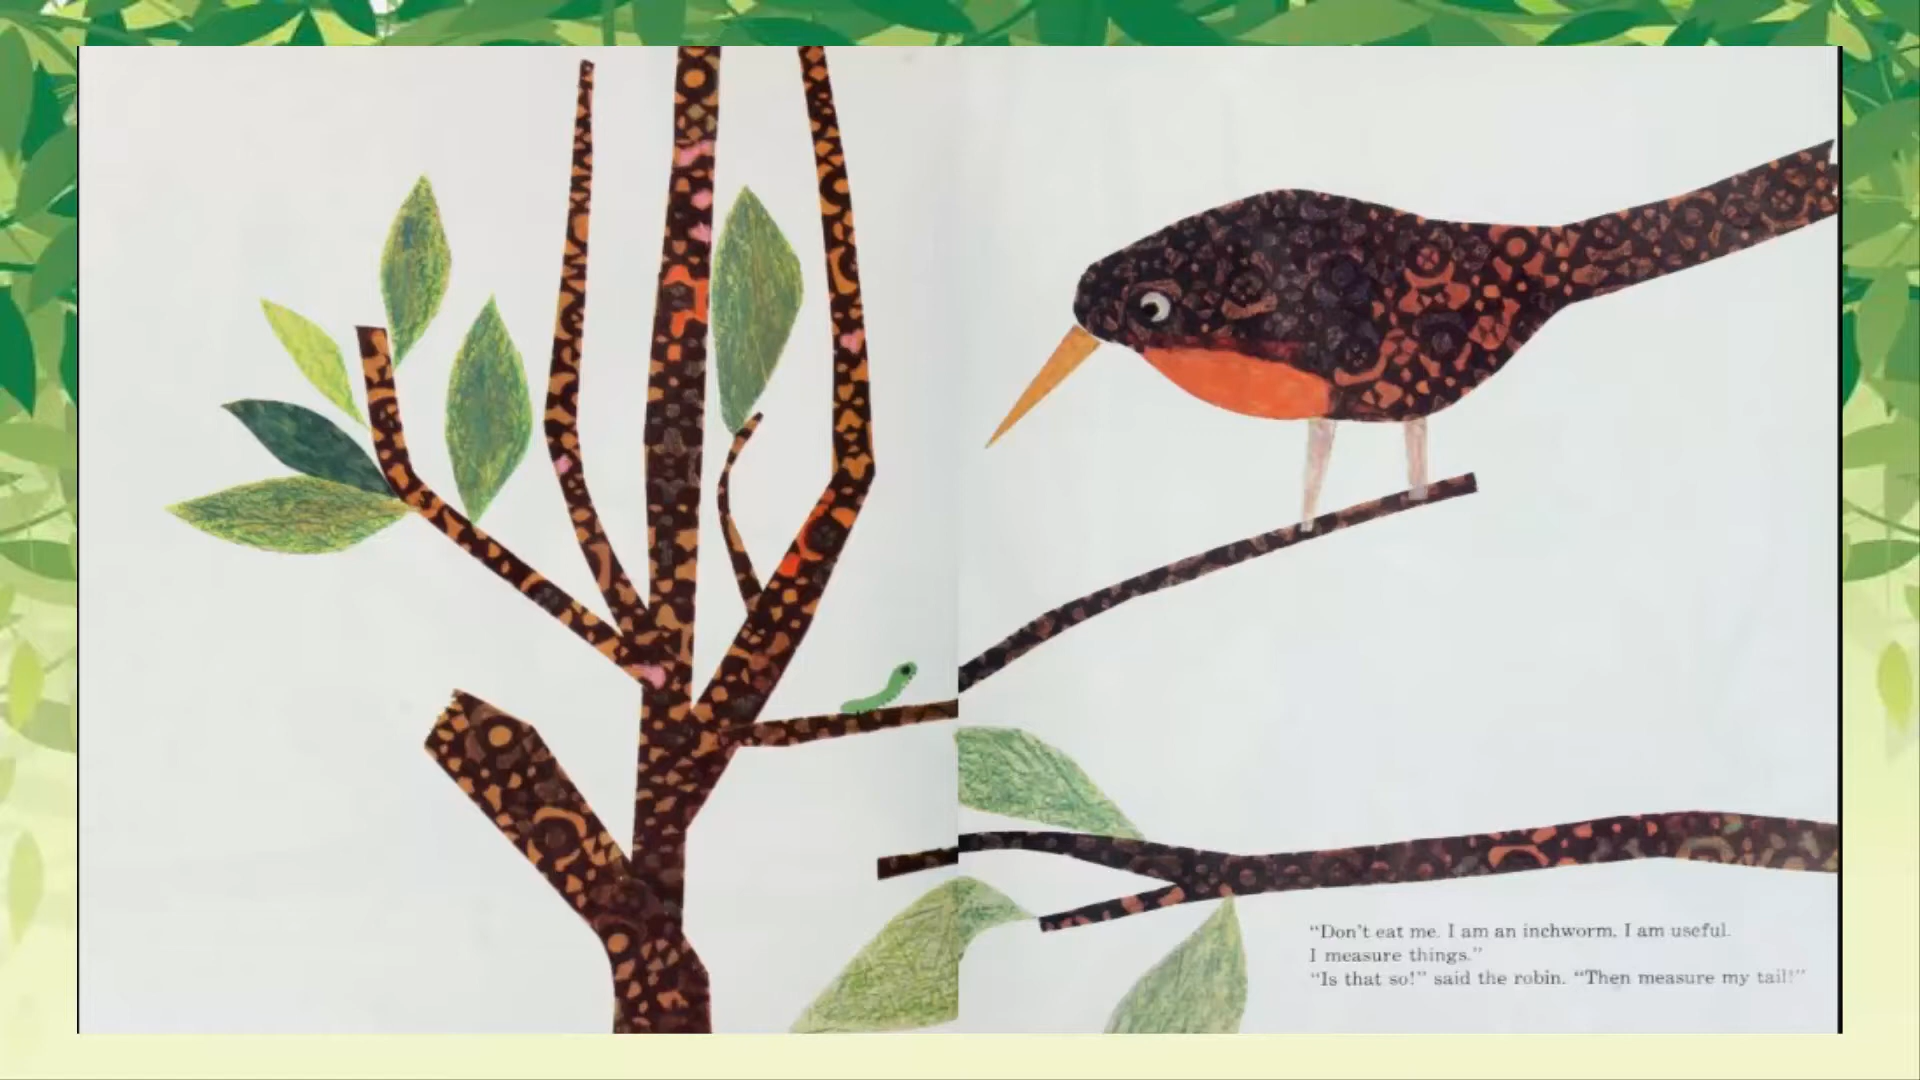 “Don't eat me. I am an inchworm. I am useful.
I measure things.”
“Is that so!” said the robin. “Then measure my tail!”